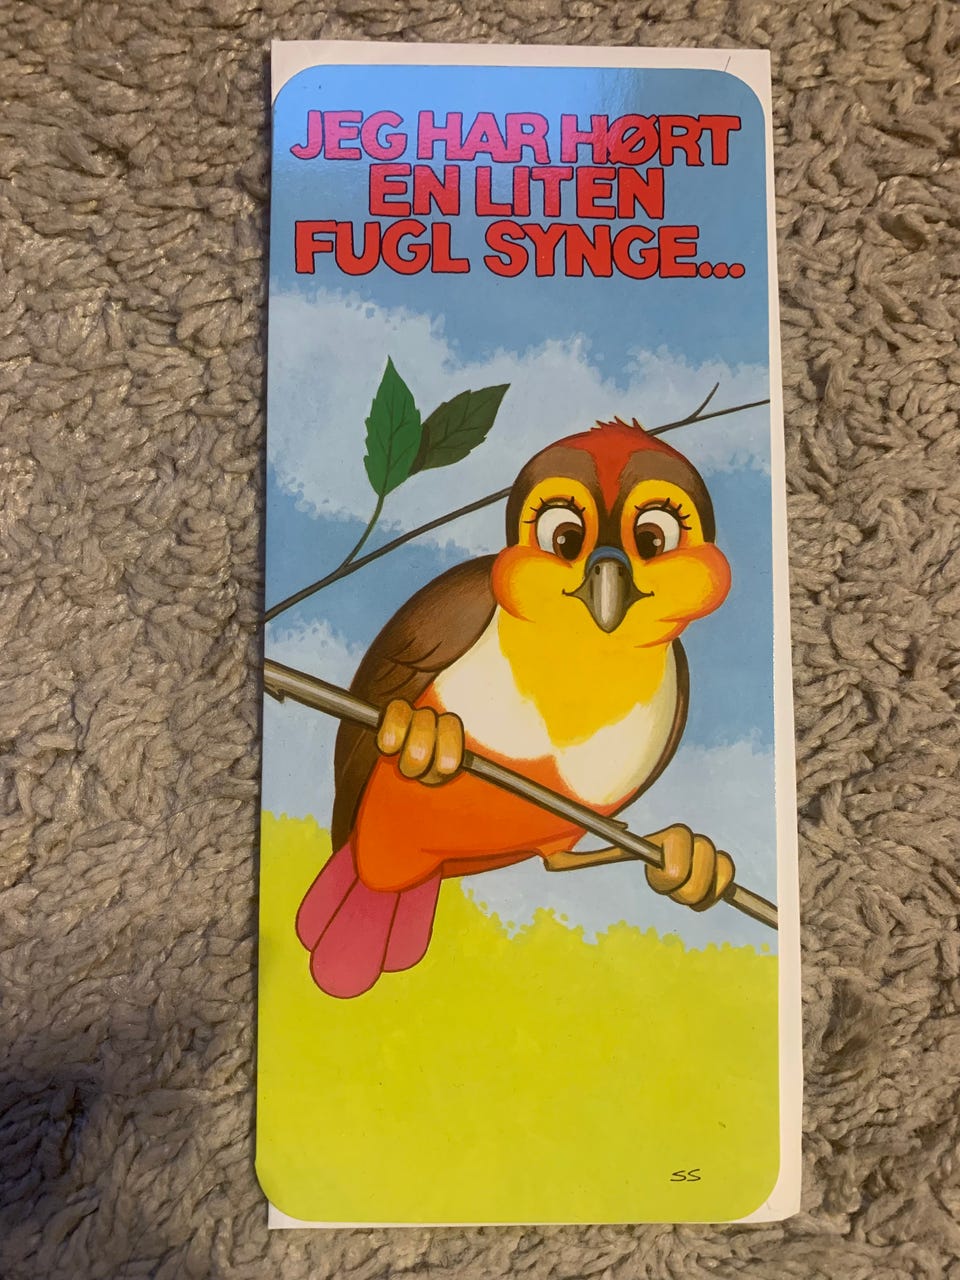 JEG HAR HØRT
EN LITEN
FUGL SYNGE...
SS